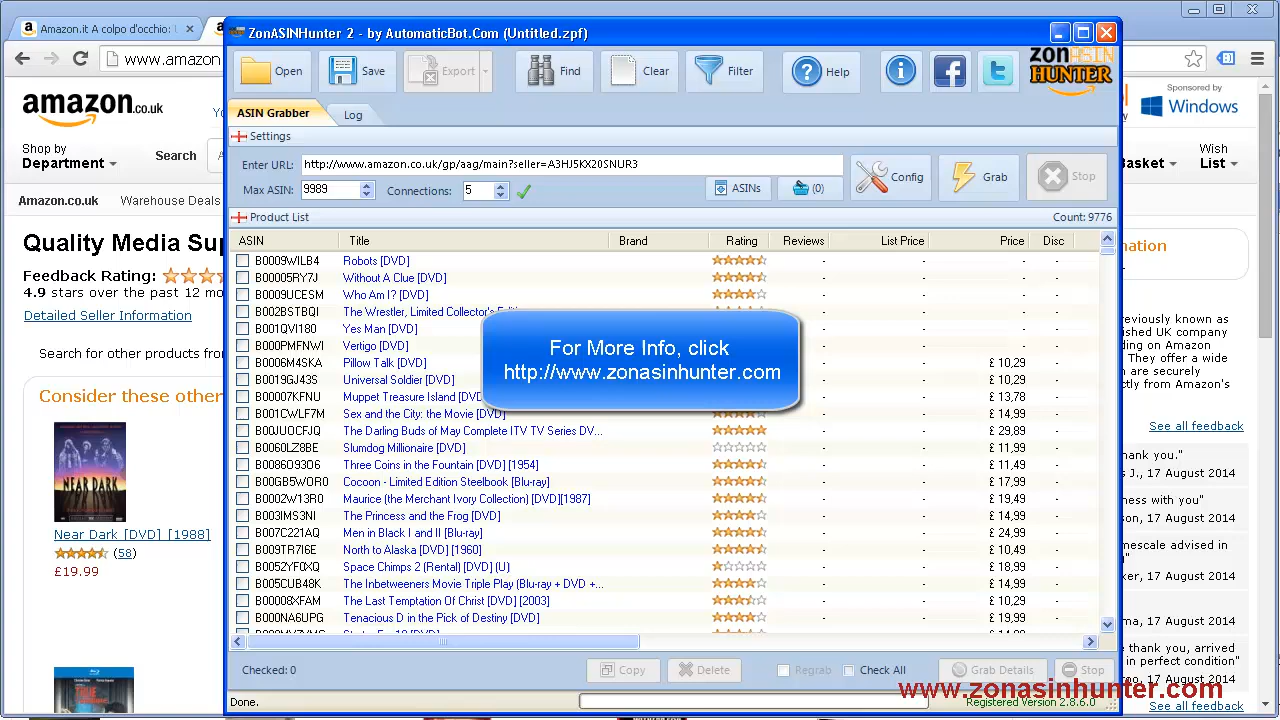 Amazon.it A colpo d'occhio:
www.amazon
amazon.co.uk
Shop by
Department
Search
Amazon.co.uk
Warehouse Deals
Quality Media Su
Feedback Rating:
4.9 stars over the past 12 mo
Detailed Seller Information
Search for other products from
Consider these other
NEAR DARK
Near Dark [DVD] [1988]
(58)
£19.99
ZonASINHunter 2 - by AutomaticBot.Com (Untitled.zpf)
Open
Save
Export
Find
Clear
Filter
Help
ZON ASIN
HUNTER
ASIN Grabber
Log
Settings
Enter URL:
http://www.amazon.co.uk/gp/aag/main?seller=A3HJ5KX20SNUR3
Max ASIN:
9989
Connections:
5
ASINs
(0)
Config
Grab
Stop
Product List
Count: 9776
ASIN Title Brand Rating Reviews List Price Price Disc
B0009WILB4 Robots [DVD] - - -
B00005RY7J Without A Clue [DVD] - - -
B0009UCESM Who Am I? [DVD] - - -
B002BSTBQI The Wrestler, Limited Collector's - - -
B001QVI180 Yes Man [DVD] - - -
B000PMFNWI Vertigo [DVD] - - -
B0006M4SKA Pillow Talk [DVD] - - £ 10,29 -
B0019GJ43S Universal Soldier [DVD] - - £ 10,29 -
B00007KFNU Muppet Treasure Island [DVD - - £ 13,78 -
B001CWLF7M Sex and the City: the Movie [DVD] - - £ 14,99 -
B00JUOCFJQ The Darling Buds of May Complete ITV TV Series DV... - - £ 29,89 -
B0060LZ8BE Slumdog Millionaire [DVD] - - £ 11,99 -
B0086O93D6 Three Coins in the Fountain [DVD] [1954] - - £ 11,49 -
B00GB5WORO Cocoon - Limited Edition Steelbook [Blu-ray] - - £ 17,99 -
B0002W13R0 Maurice (the Merchant Ivory Collection) [DVD][1987] - - £ 19,49 -
B003IMS3NI The Princess and the Frog [DVD] - - £ 14,99 -
B007C221AQ Men in Black I and II [Blu-ray] - - £ 24,99 -
B009TR7I6E North to Alaska [DVD] [1960] - - £ 10,49 -
B0052YF0XQ Space Chimps 2 (Rental) [DVD] (U) - - £ 18,99 -
B005CUB48K The Inbetweeners Movie Triple Play (Blu-ray + DVD +... - - £ 14,99 -
B00008XFAM The Last Temptation Of Christ [DVD] [2003] - - £ 10,29 -
B000NA6UPG Tenacious D in the Pick of Destiny [DVD] - - £ 19,99 -
For More Info, click
http://www.zonasinhunter.com
Checked: 0
Copy
Delete
Regrab
Check All
Grab Details
Stop
Done.
Registered Version 2.8.6.0
www.zonasinhunter.com
Sponsored by
Windows
Basket
Wish
List
mation
reviously known as
ished UK company
ding on Amazon
They offer a wide
are securely
ctly from Amazon's
See all feedback
ank you."
J., 17 August 2014
ness with you"
son, 17 August 2014
mescale advised in
ker, 17 August 2014
ma, 17 August 2014
thank you, arrived
in perfect condition."
, 17 August 2014
See all feedback